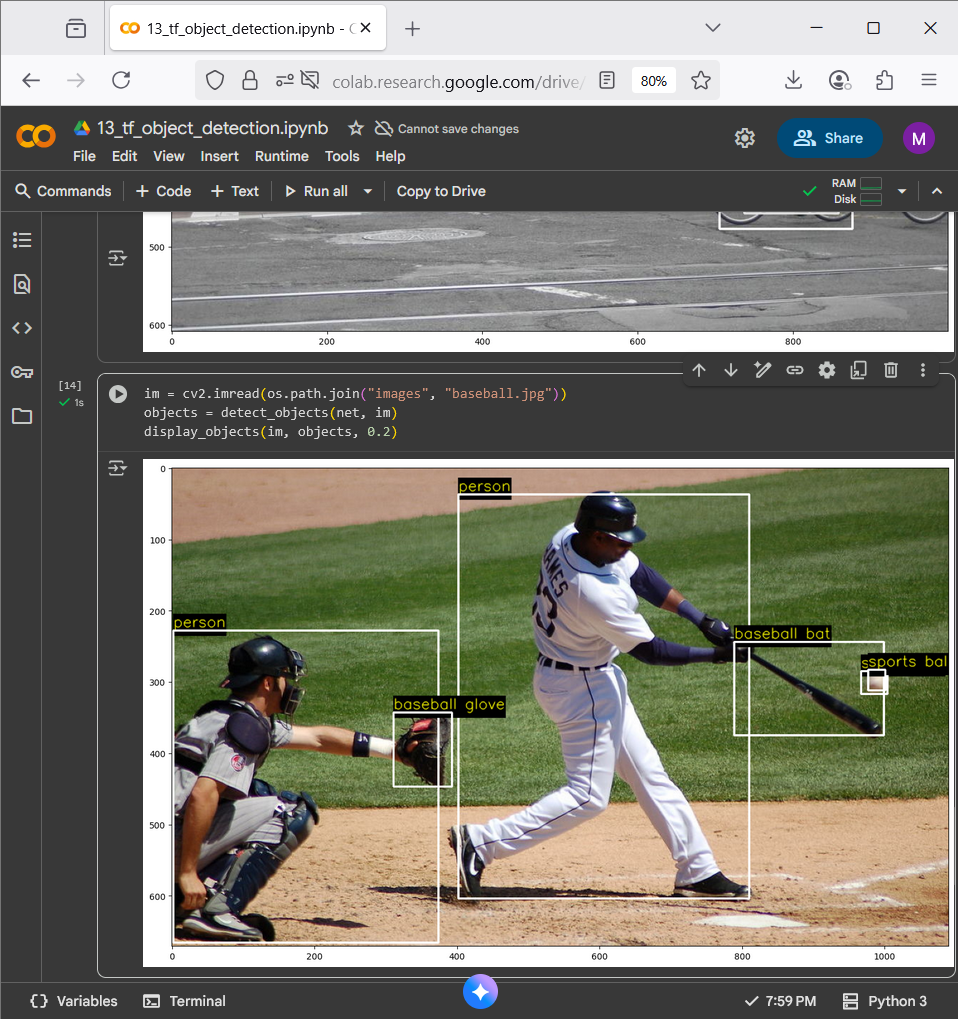 13_tf_object_detection.ipynb - C
colab.research.google.com/drive/
80%
13_tf_object_detection.ipynb
Cannot save changes
File Edit View Insert Runtime Tools Help
Share
M
Commands + Code + Text Run all Copy to Drive
RAM
Disk
500
600
0 200 400 600 800
[14]
1s
im = cv2.imread(os.path.join("images", "baseball.jpg"))
objects = detect_objects(net, im)
display_objects(im, objects, 0.2)
0
100
200
300
400
500
600
0 200 400 600 800 1000
person
person
baseball bat
sports bal
baseball glove
Variables Terminal 7:59 PM Python 3